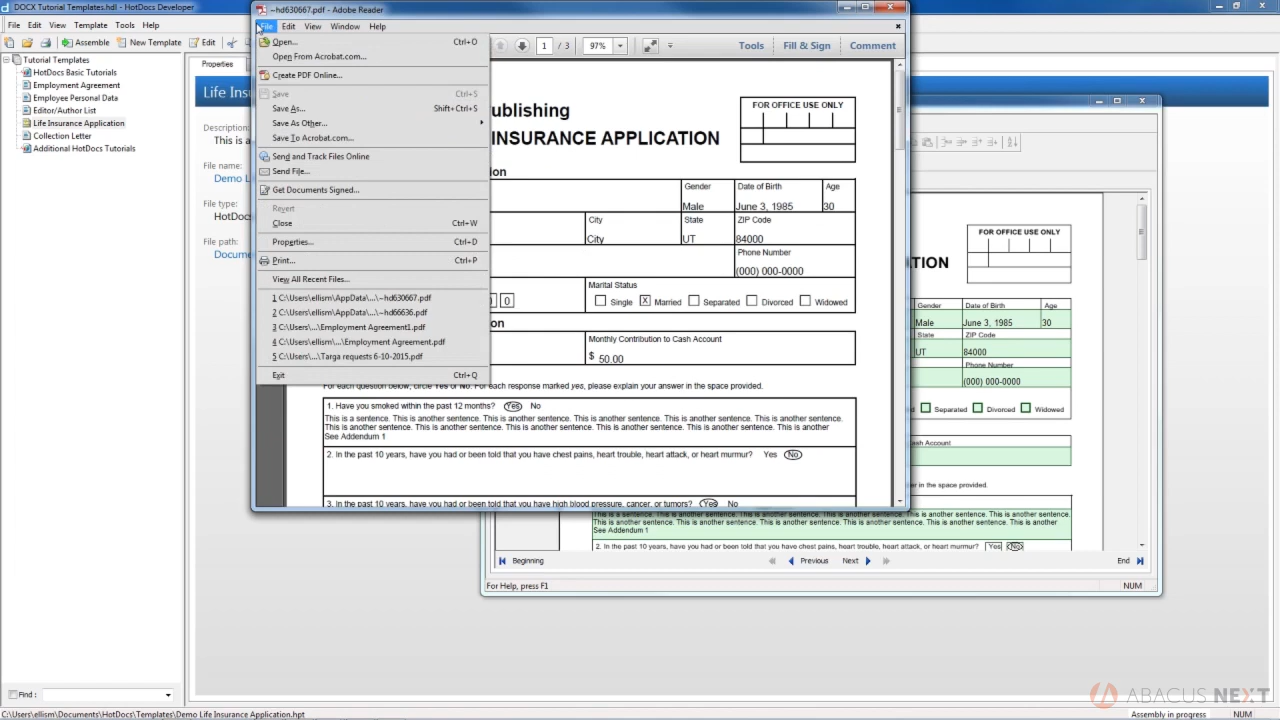 DOCX Tutorial Templates.hdl - HotDocs Developer
File Edit View Template Tools Help
Assemble New Template Edit
Tutorial Templates
HotDocs Basic Tutorials
Employment Agreement
Employee Personal Data
Editor/Author List
Life Insurance Application
Collection Letter
Additional HotDocs Tutorials
Find :
C:\Users\ellism\Documents\HotDocs\Templates\Demo Life Insurance Application.hpt
Assembly in progress NUM
Properties
Life Ins
Description:
This is a
File name:
Demo L
File type:
HotDo
File path:
Docume
~hd630667.pdf - Adobe Reader
File Edit View Window Help
Open... Ctrl+O
Open From Acrobat.com...
Create PDF Online...
Save Ctrl+S
Save As... Shift+Ctrl+S
Save As Other...
Save To Acrobat.com...
Send and Track Files Online
Send File...
Get Documents Signed...
Revert
Close Ctrl+W
Properties... Ctrl+D
Print... Ctrl+P
View All Recent Files...
1 C:\Users\ellism\AppData\...\~hd630667.pdf
2 C:\Users\ellism\AppData\...\~hd66636.pdf
3 C:\Users\...\Employment Agreement1.pdf
4 C:\Users\ellism\...\Employment Agreement.pdf
5 C:\Users\...\Targa requests 6-10-2015.pdf
Exit Ctrl+Q
1 / 3 97% Tools Fill & Sign Comment
ublishing
INSURANCE APPLICATION
FOR OFFICE USE ONLY
ion
Gender Date of Birth Age
Male June 3, 1985 30
City State ZIP Code
City UT 84000
Phone Number
(000) 000-0000
Marital Status
0 Single X Married Separated Divorced Widowed
on
Monthly Contribution to Cash Account
$ 50.00
For each question below, circle Yes or No. For each response marked yes, please explain your answer in the space provided.
1. Have you smoked within the past 12 months? Yes No
This is a sentence. This is another sentence. This is another sentence. This is another sentence. This is another sentence.
This is another sentence. This is another sentence. This is another sentence. This is another sentence. This is another
See Addendum 1
2. In the past 10 years, have you had or been told that you have chest pains, heart trouble, heart attack, or heart murmur? Yes No
3. In the past 10 years, have you had or been told that you have high blood pressure, cancer, or tumors? Yes No
FOR OFFICE USE ONLY
ATION
Gender Date of Birth Age
Male June 3, 1985 30
State ZIP Code
UT 84000
Phone Number
(000) 000-0000
d Separated Divorced Widowed
Cash Account
er in the space provided.
This is a sentence. This is another sentence. This is another sentence. This is another sentence. This is another sentence.
This is another sentence. This is another sentence. This is another sentence. This is another sentence. This is another
See Addendum 1
2. In the past 10 years, have you had or been told that you have chest pains, heart trouble, heart attack, or heart murmur? Yes No
Beginning Previous Next End
For Help, press F1 NUM
ABACUS NEXT